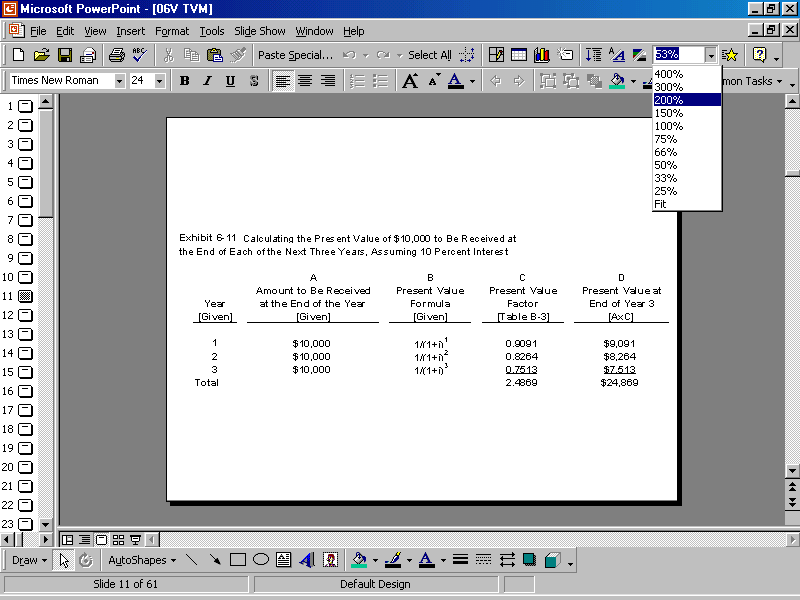 Microsoft PowerPoint - [06V TVM]
File Edit View Insert Format Tools Slide Show Window Help
Paste Special... Select All 53%
Times New Roman 24 B I U S A A A mon Tasks
400%
300%
200%
150%
100%
75%
66%
50%
33%
25%
Fit
1
2
3
4
5
6
7
8
9
10
11
12
13
14
15
16
17
18
19
20
21
22
23
Exhibit 6-11 Calculating the Present Value of $10,000 to Be Received at
the End of Each of the Next Three Years, Assuming 10 Percent Interest
A B C D
Amount to Be Received Present Value Present Value Present Value at
Year at the End of the Year Formula Factor End of Year 3
[Given] [Given] [Given] [Table B-3] [AxC]
1 $10,000 1/(1+i)¹ 0.9091 $9,091
2 $10,000 1/(1+i)² 0.8264 $8,264
3 $10,000 1/(1+i)³ 0.7513 $7,513
Total 2.4869 $24,869
Draw AutoShapes
Slide 11 of 61 Default Design